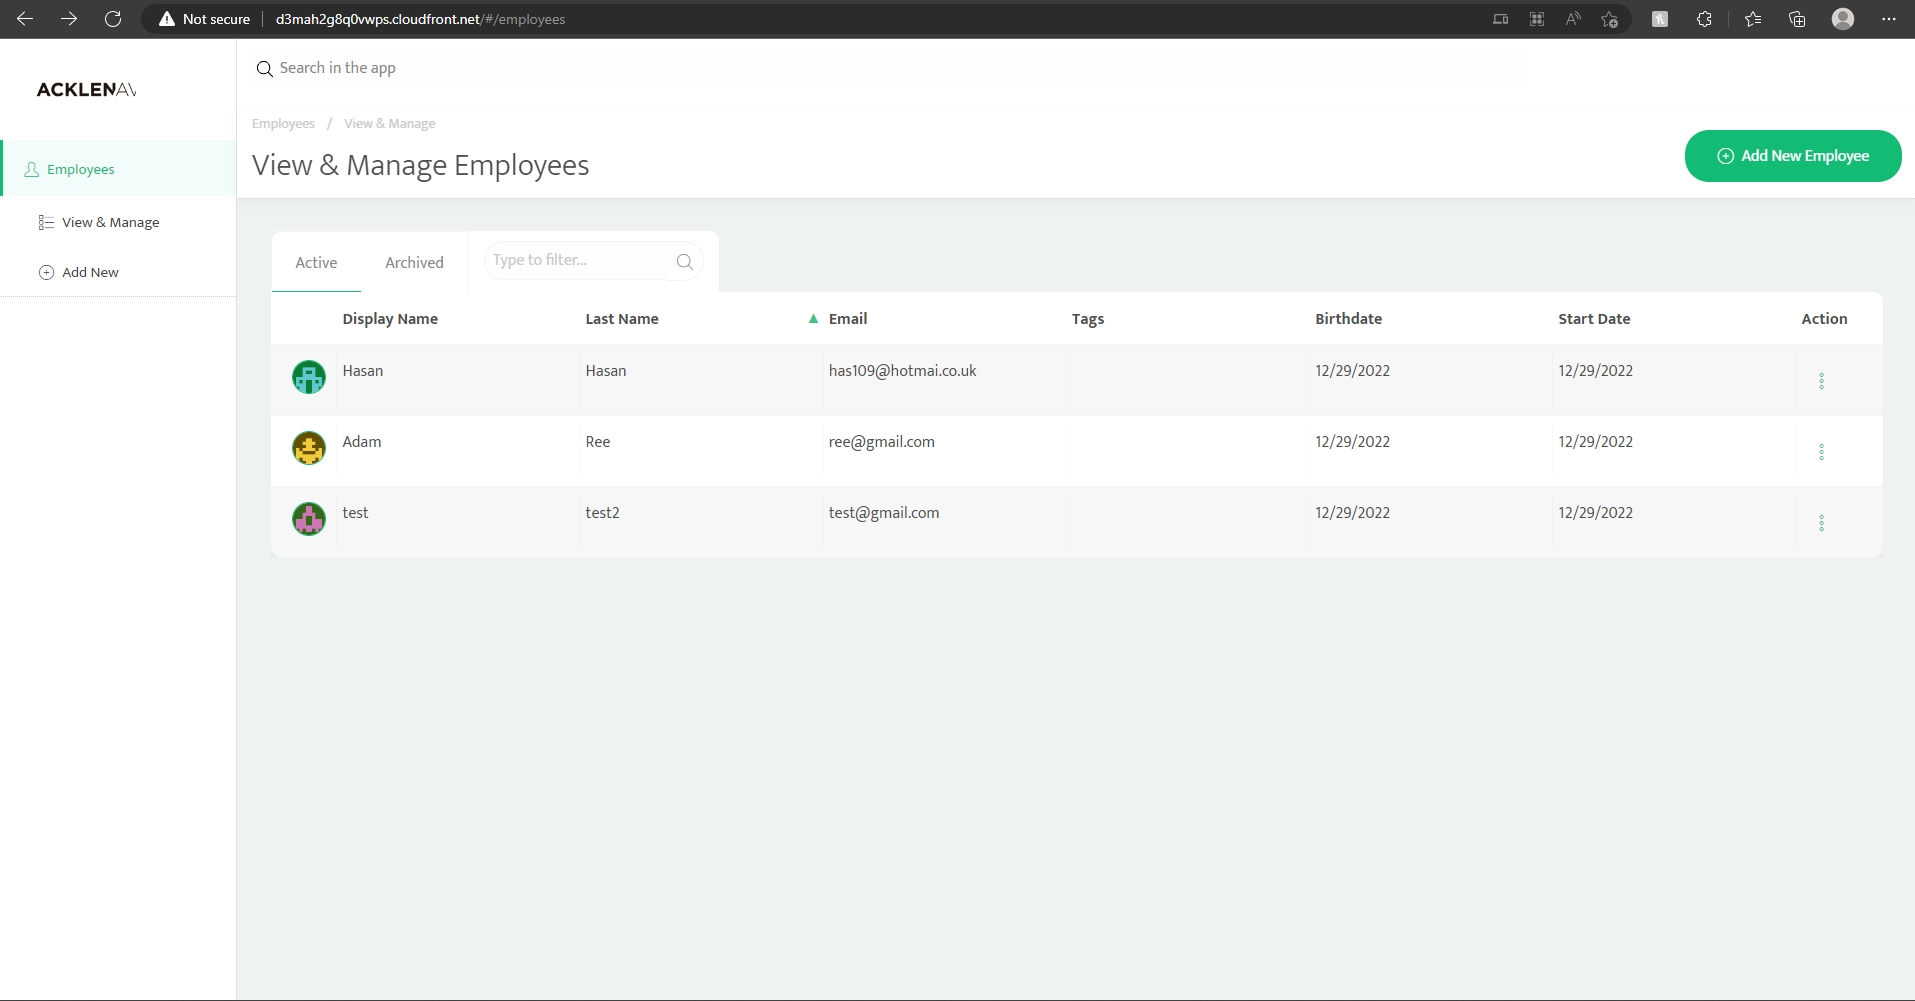 Not secure d3mah2g8q0vwps.cloudfront.net/#/employees
ACKLENAV
Search in the app
Employees / View & Manage
View & Manage Employees
Add New Employee
Employees
View & Manage
Add New
Active Archived Type to filter...
Display Name Last Name ▲ Email Tags Birthdate Start Date Action
Hasan Hasan has109@hotmai.co.uk 12/29/2022 12/29/2022
Adam Ree ree@gmail.com 12/29/2022 12/29/2022
test test2 test@gmail.com 12/29/2022 12/29/2022